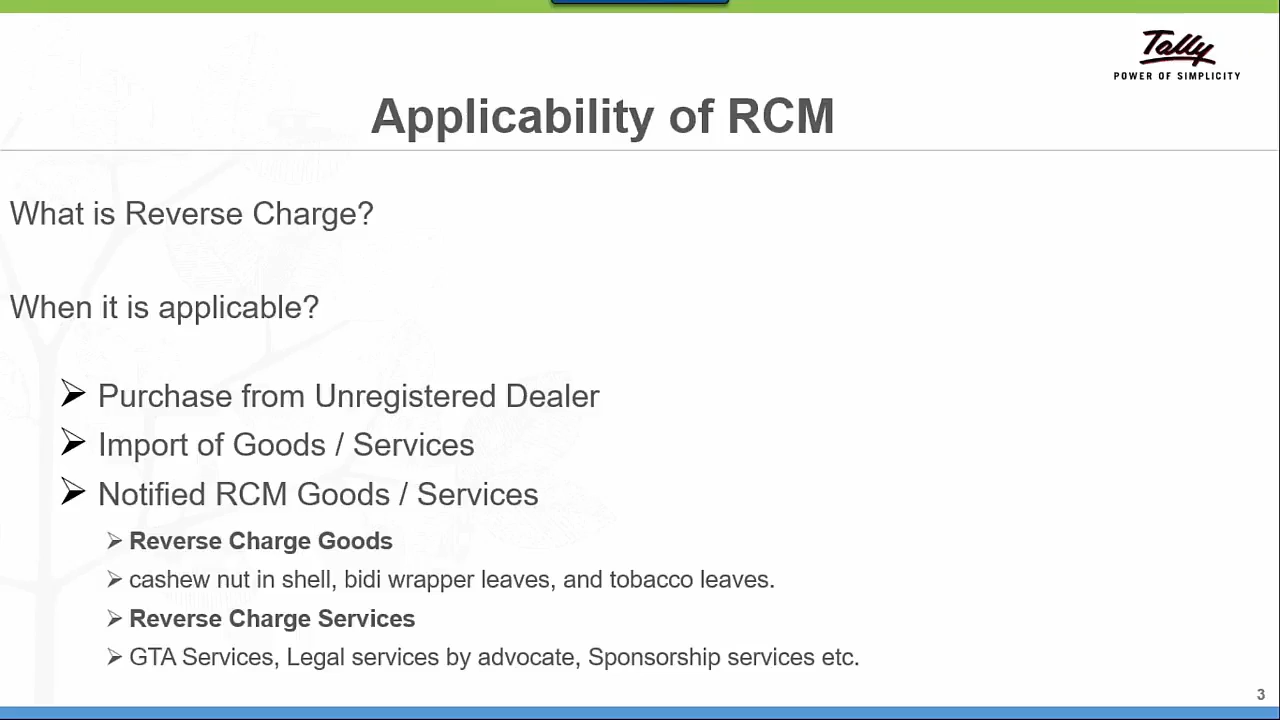 Tally
POWER OF SIMPLICITY
Applicability of RCM
What is Reverse Charge?
When it is applicable?
Purchase from Unregistered Dealer
Import of Goods / Services
Notified RCM Goods / Services
Reverse Charge Goods
cashew nut in shell, bidi wrapper leaves, and tobacco leaves.
Reverse Charge Services
GTA Services, Legal services by advocate, Sponsorship services etc.
3